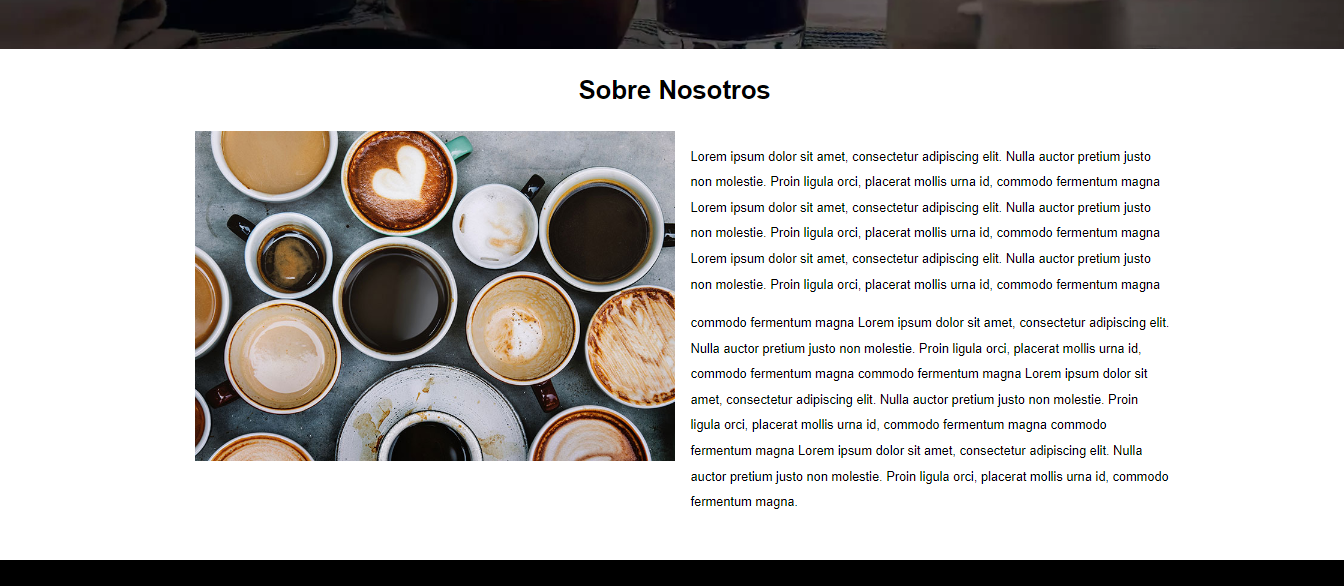 Sobre Nosotros
Lorem ipsum dolor sit amet, consectetur adipiscing elit. Nulla auctor pretium justo
non molestie. Proin ligula orci, placerat mollis urna id, commodo fermentum magna
Lorem ipsum dolor sit amet, consectetur adipiscing elit. Nulla auctor pretium justo
non molestie. Proin ligula orci, placerat mollis urna id, commodo fermentum magna
Lorem ipsum dolor sit amet, consectetur adipiscing elit. Nulla auctor pretium justo
non molestie. Proin ligula orci, placerat mollis urna id, commodo fermentum magna
commodo fermentum magna Lorem ipsum dolor sit amet, consectetur adipiscing elit.
Nulla auctor pretium justo non molestie. Proin ligula orci, placerat mollis urna id,
commodo fermentum magna commodo fermentum magna Lorem ipsum dolor sit
amet, consectetur adipiscing elit. Nulla auctor pretium justo non molestie. Proin
ligula orci, placerat mollis urna id, commodo fermentum magna commodo
fermentum magna Lorem ipsum dolor sit amet, consectetur adipiscing elit. Nulla
auctor pretium justo non molestie. Proin ligula orci, placerat mollis urna id, commodo
fermentum magna.